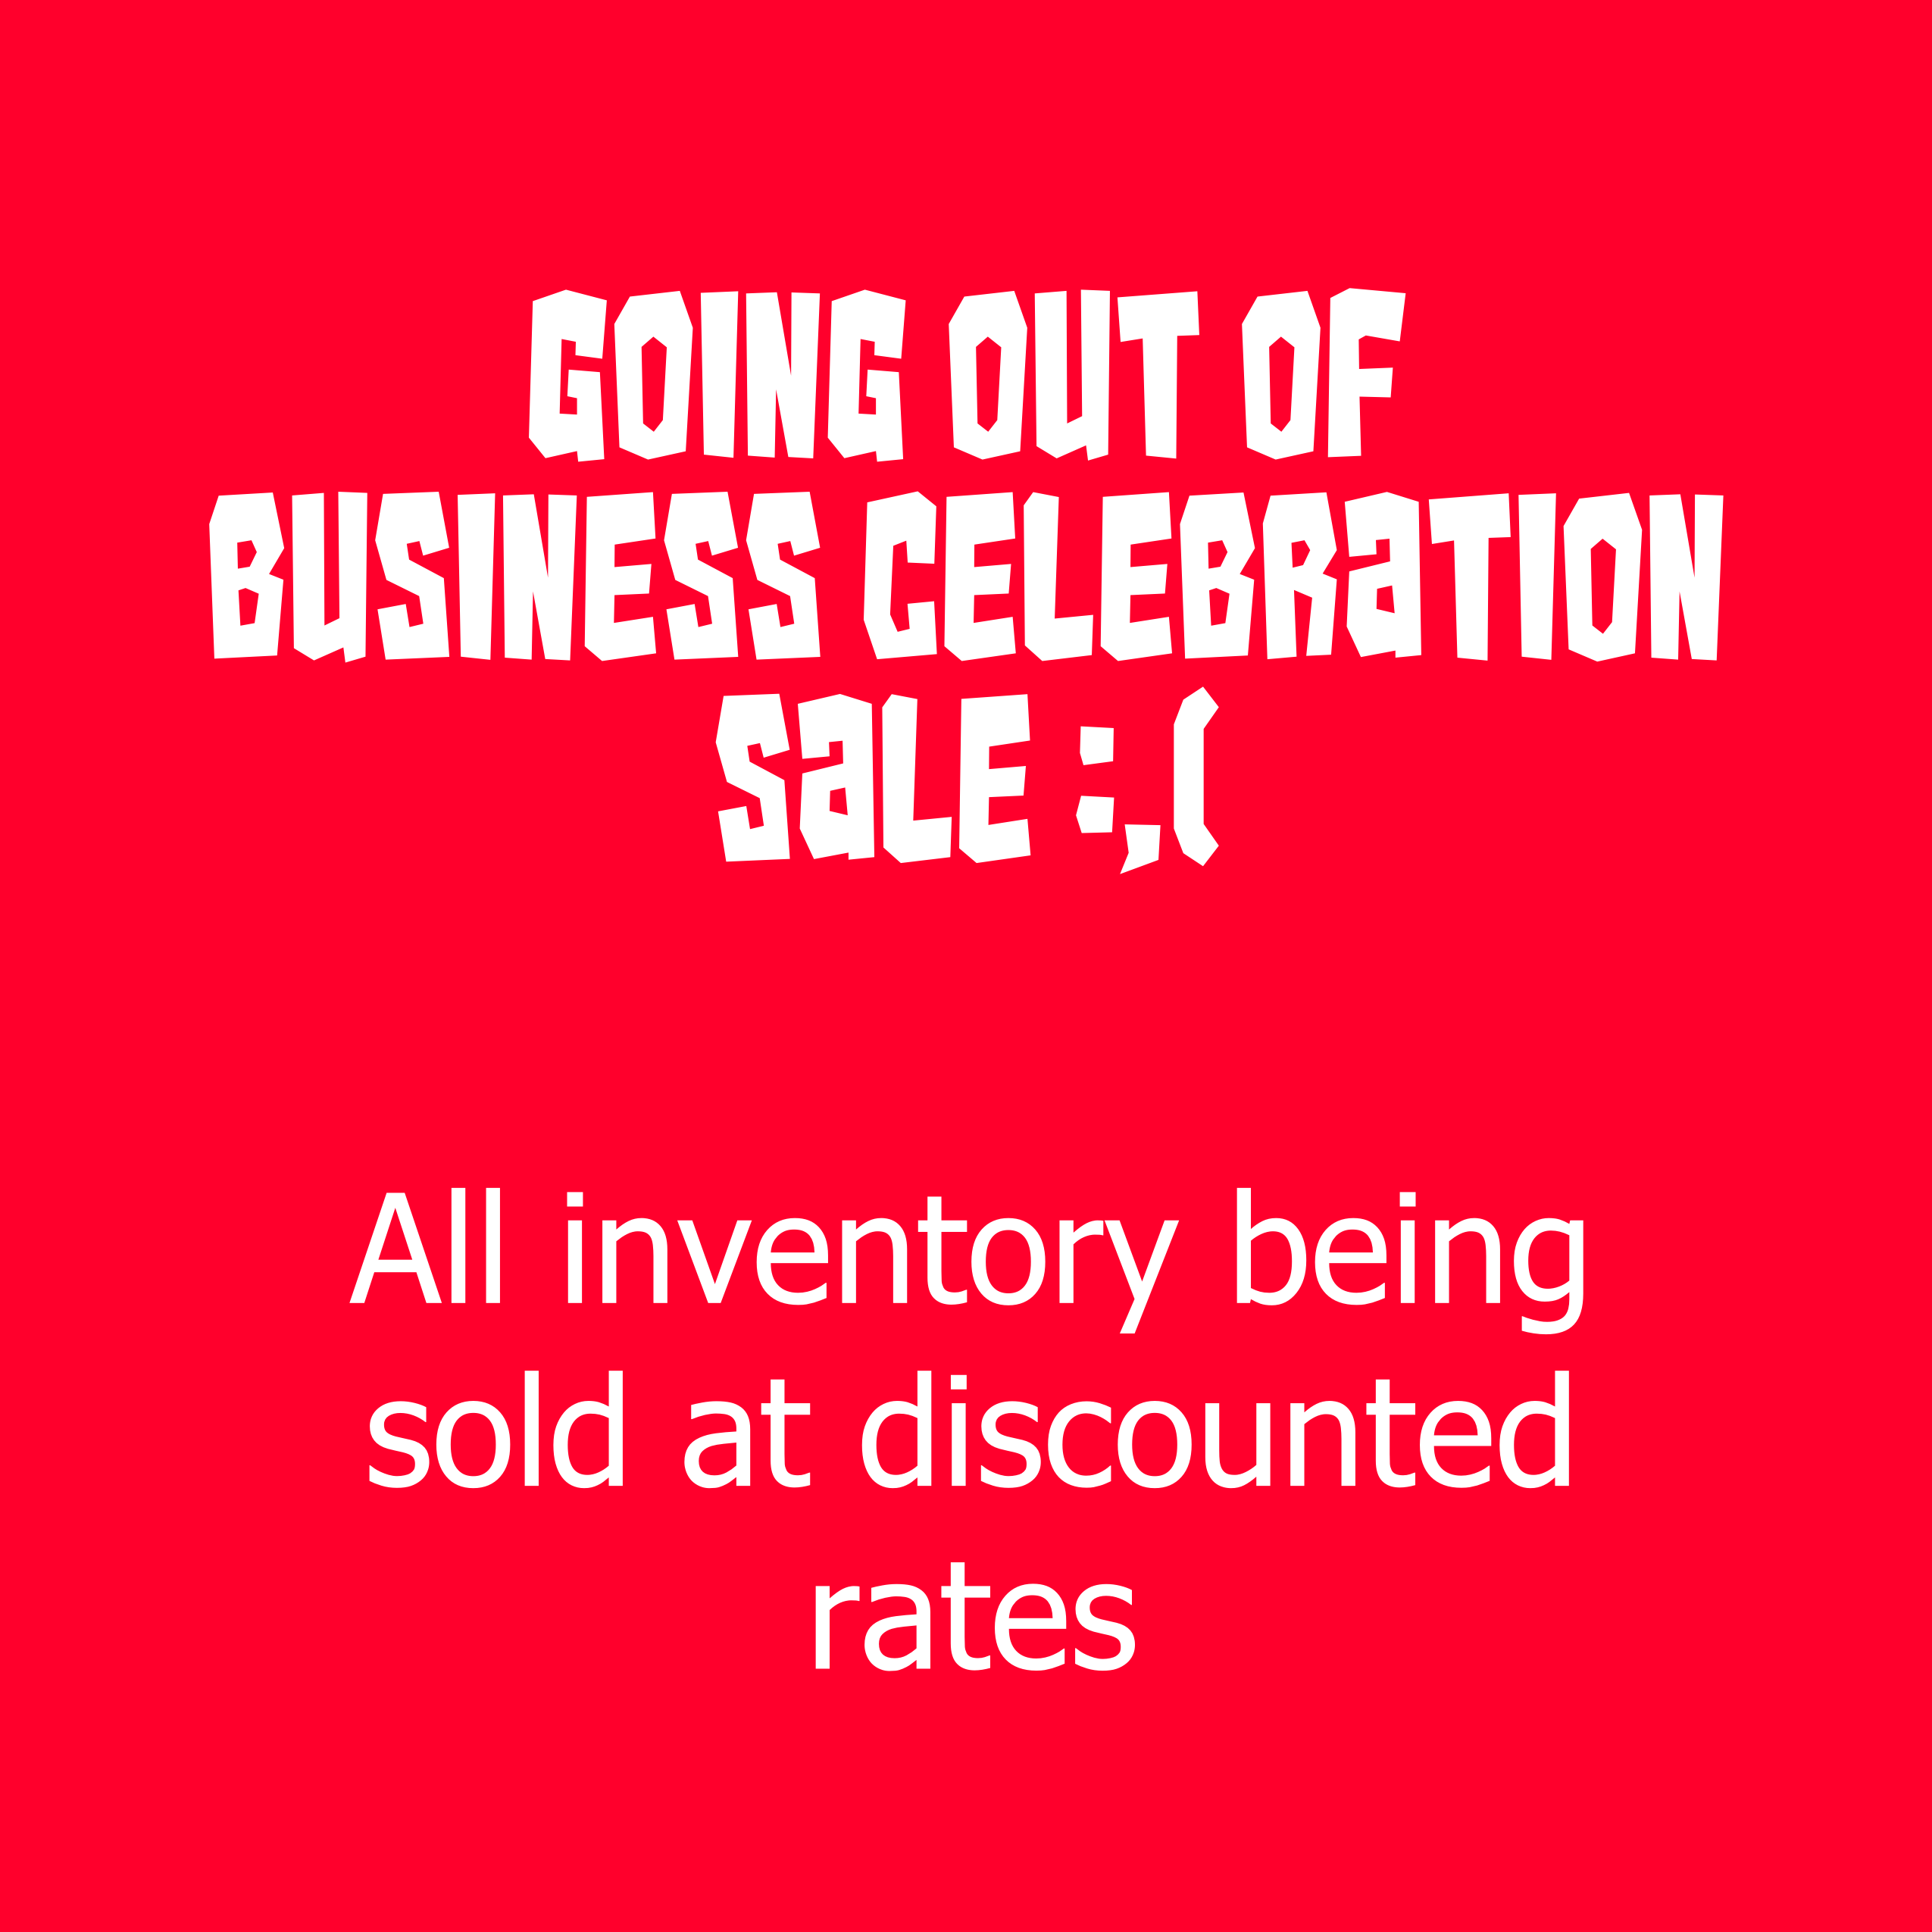 GOING OUT OF
BUSINESS CELEBRATION
SALE :,(
All inventory being
sold at discounted
rates